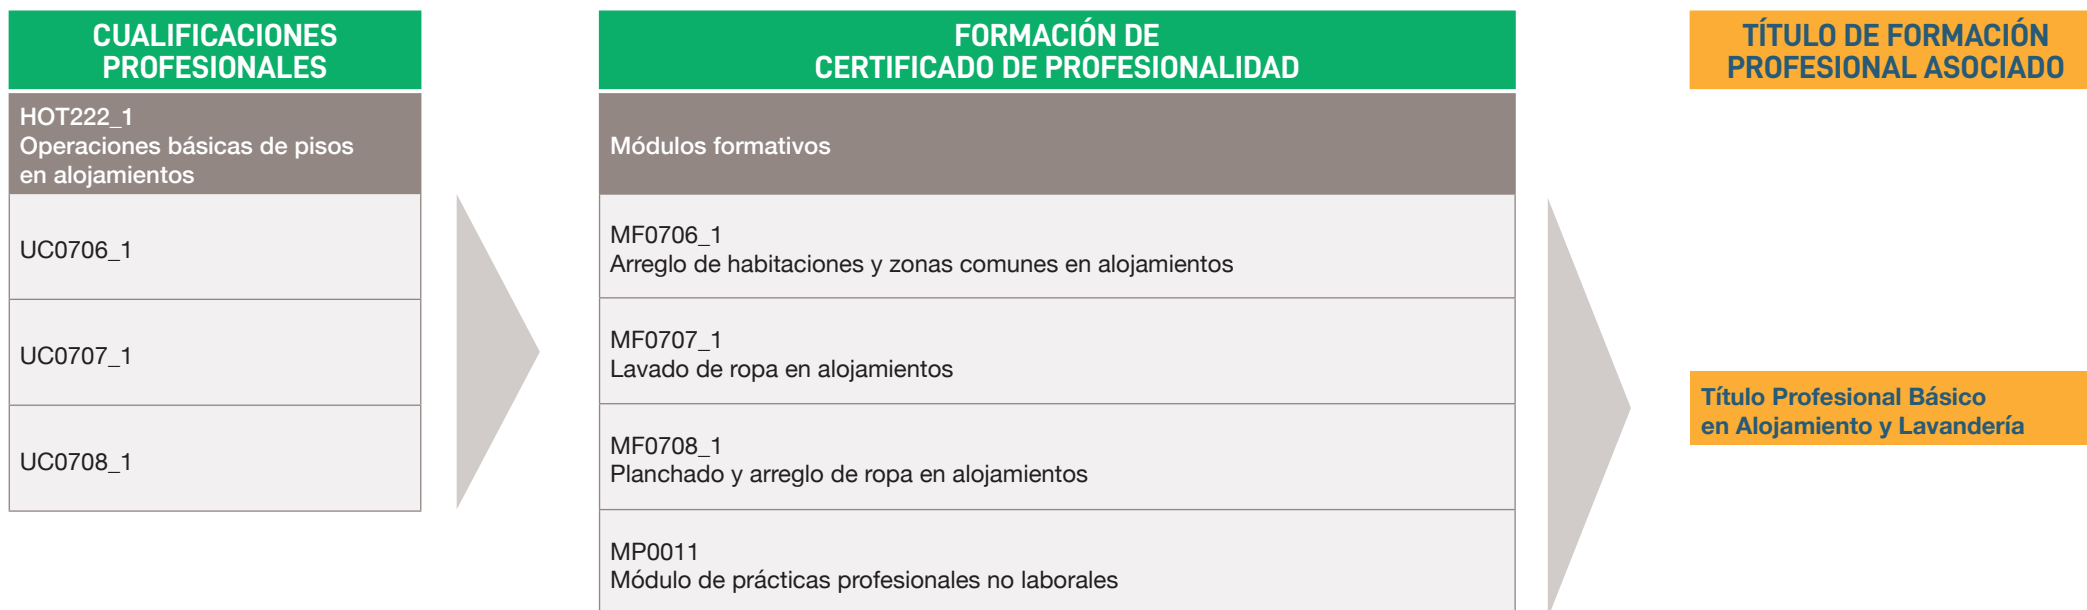 CUALIFICACIONES
PROFESIONALES
HOT222_1
Operaciones básicas de pisos
en alojamientos
UC0706_1
UC0707_1
UC0708_1
FORMACIÓN DE
CERTIFICADO DE PROFESIONALIDAD
Módulos formativos
MF0706_1
Arreglo de habitaciones y zonas comunes en alojamientos
MF0707_1
Lavado de ropa en alojamientos
MF0708_1
Planchado y arreglo de ropa en alojamientos
MP0011
Módulo de prácticas profesionales no laborales
TÍTULO DE FORMACIÓN
PROFESIONAL ASOCIADO
Título Profesional Básico
en Alojamiento y Lavandería